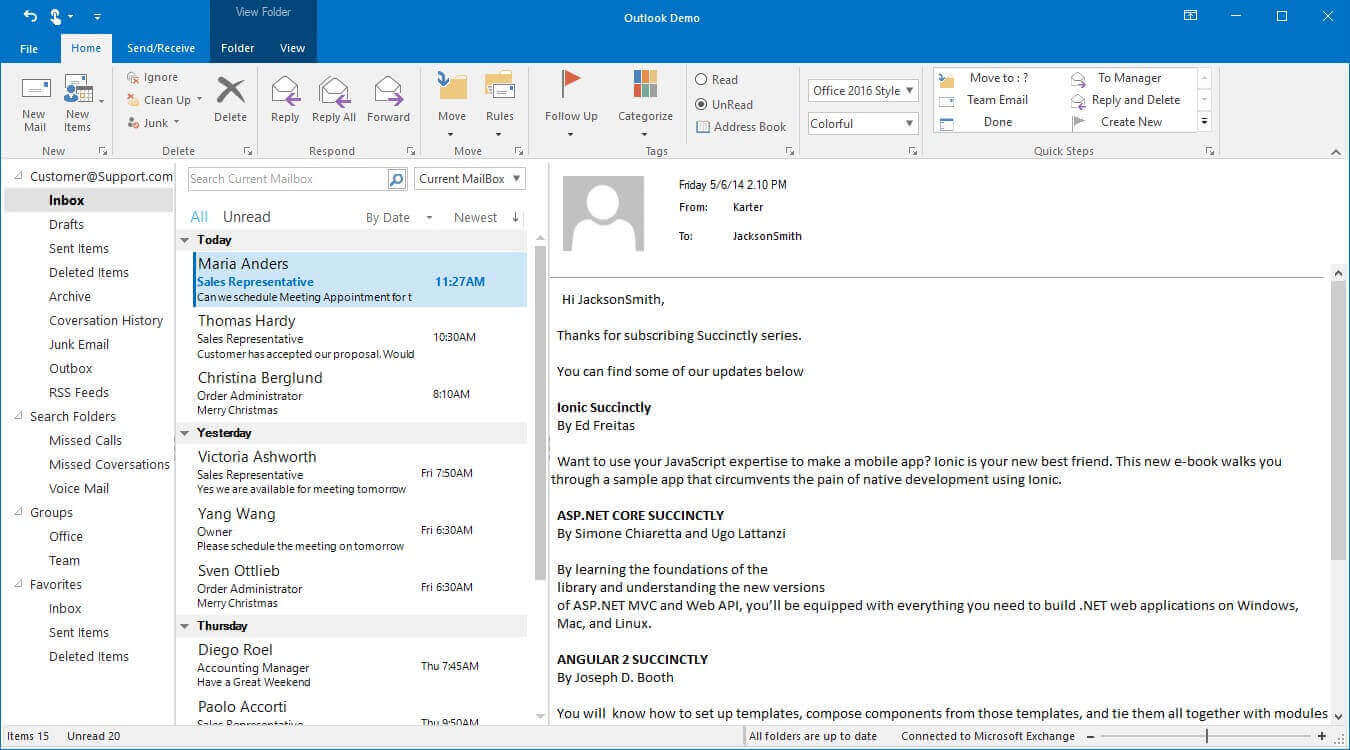 View Folder
Outlook Demo
File
Home
Send/Receive
Folder
View
New Mail
New Items
New
Ignore
Clean Up
Junk
Delete
Delete
Reply
Reply All
Forward
Respond
Move
Rules
Move
Follow Up
Categorize
Read
UnRead
Address Book
Tags
Office 2016 Style
Colorful
Move to : ?
To Manager
Team Email
Reply and Delete
Done
Create New
Quick Steps
Customer@Support.com
Inbox
Drafts
Sent Items
Deleted Items
Archive
Coversation History
Junk Email
Outbox
RSS Feeds
Search Folders
Missed Calls
Missed Coversations
Voice Mail
Groups
Office
Team
Favorites
Inbox
Sent Items
Deleted Items
Search Current Mailbox
Current MailBox
All Unread By Date Newest
Today
Maria Anders
Sales Representative 11:27AM
Can we schedule Meeting Appointment for t
Thomas Hardy
Sales Representative 10:30AM
Customer has accepted our proposal. Would
Christina Berglund
Order Administrator 8:10AM
Merry Christmas
Yesterday
Victoria Ashworth
Sales Representative Fri 7:50AM
Yes we are available for meeting tomorrow
Yang Wang
Owner Fri 6:30AM
Please schedule the meeting on tomorrow
Sven Ottlieb
Order Administrator Fri 6:30AM
Merry Christmas
Thursday
Diego Roel
Accounting Manager Thu 7:45AM
Have a Great Weekend
Paolo Accorti
Sales Representative Thu 9:50AM
Friday 5/6/14 2.10 PM
From: Karter
To: JacksonSmith
Hi JacksonSmith,
Thanks for subscribing Succinctly series.
You can find some of our updates below
Ionic Succinctly
By Ed Freitas
Want to use your JavaScript expertise to make a mobile app? Ionic is your new best friend. This new e-book walks you
through a sample app that circumvents the pain of native development using Ionic.
ASP.NET CORE SUCCINCTLY
By Simone Chiaretta and Ugo Lattanzi
By learning the foundations of the
library and understanding the new versions
of ASP.NET MVC and Web API, you'll be equipped with everything you need to build .NET web applications on Windows,
Mac, and Linux.
ANGULAR 2 SUCCINCTLY
By Joseph D. Booth
You will know how to set up templates, compose components from those templates, and tie them all together with modules
Items 15
Unread 20
All folders are up to date
Connected to Microsoft Exchange